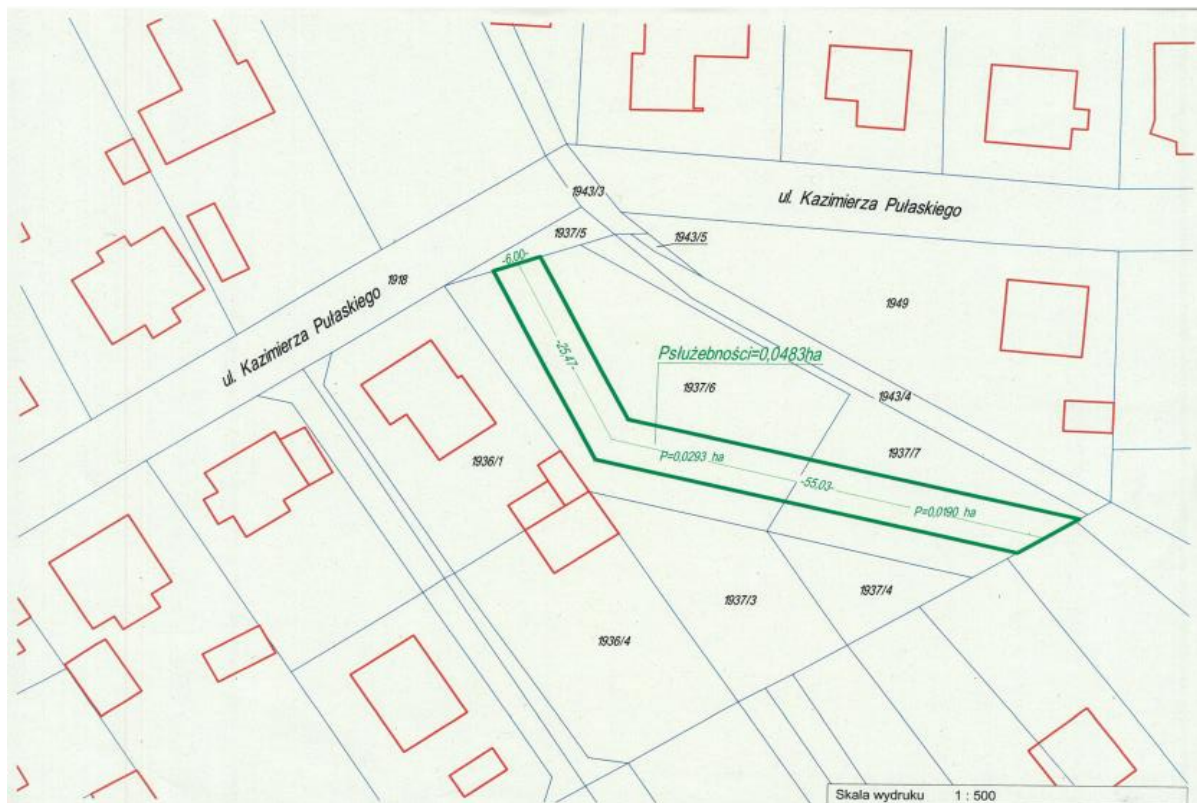 1943/3
ul. Kazimierza Pułaskiego
1937/5
1943/5
-6,00-
1918
1949
ul. Kazimierza Pułaskiego
-25,47-
Psłużebności=0,0483ha
1937/6
1943/4
1936/1
P=0,0293 ha
1937/7
-55,03-
P=0,0190 ha
1937/3
1937/4
1936/4
Skala wydruku 1 : 500